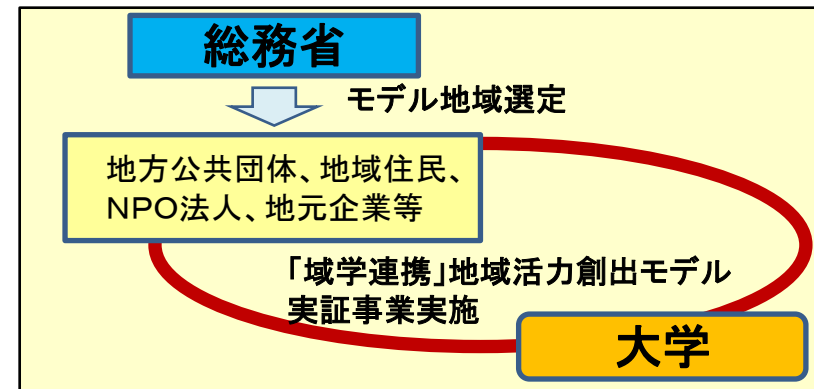 総務省
モデル地域選定
地方公共団体、地域住民、
NPO法人、地元企業等
「域学連携」地域活力創出モデル
実証事業実施
大学